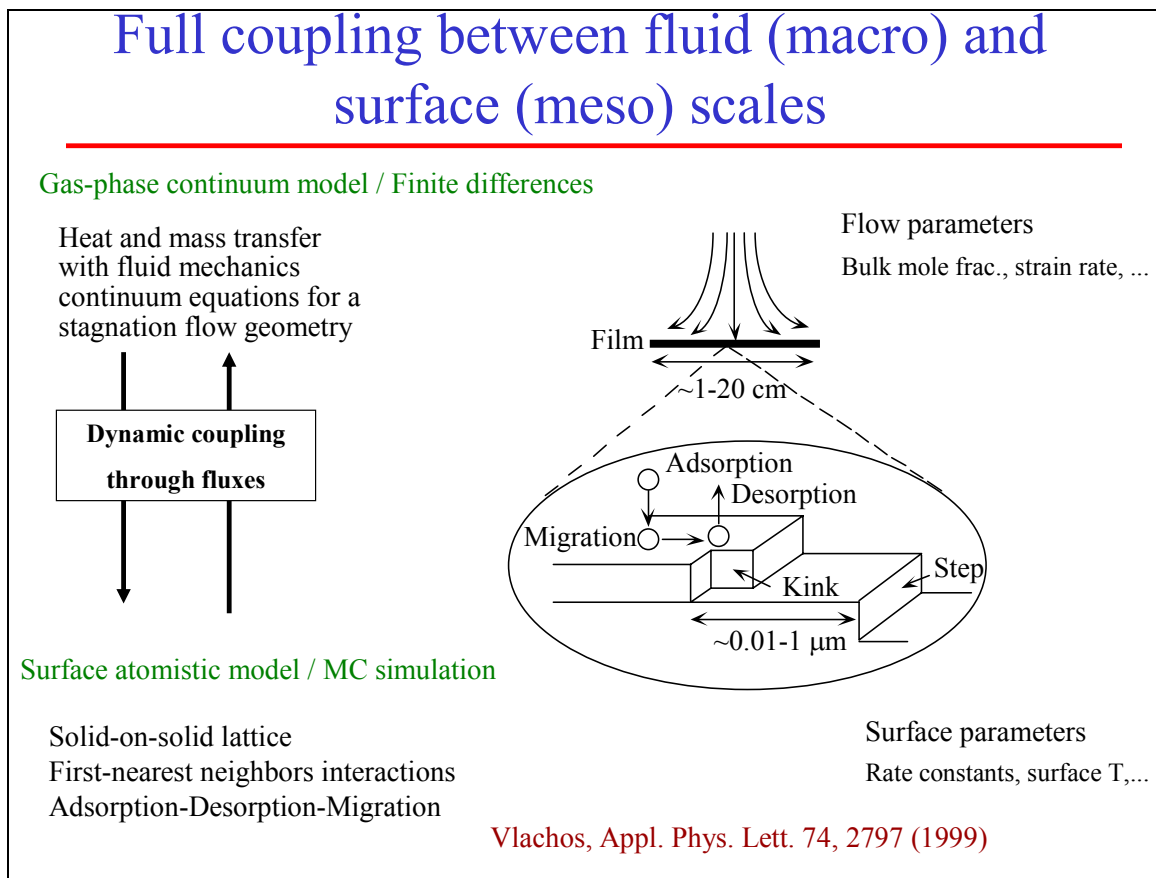 Full coupling between fluid (macro) and
surface (meso) scales
Gas-phase continuum model / Finite differences
Heat and mass transfer
with fluid mechanics
continuum equations for a
stagnation flow geometry
Dynamic coupling
through fluxes
Flow parameters
Bulk mole frac., strain rate, ...
Film
~1-20 cm
Adsorption
Desorption
Migration
Kink
Step
~0.01-1 μm
Surface atomistic model / MC simulation
Solid-on-solid lattice
First-nearest neighbors interactions
Adsorption-Desorption-Migration
Surface parameters
Rate constants, surface T,...
Vlachos, Appl. Phys. Lett. 74, 2797 (1999)